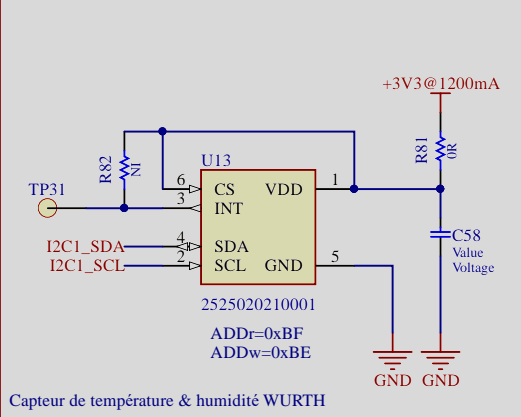 +3V3@1200mA
R82
NI
R81
0R
U13
TP31
6
CS
VDD
1
3
INT
I2C1_SDA
4
SDA
I2C1_SCL
2
SCL
GND
5
C58
Value
Voltage
2525020210001
ADDr=0xBF
ADDw=0xBE
GND
GND
Capteur de température & humidité WURTH